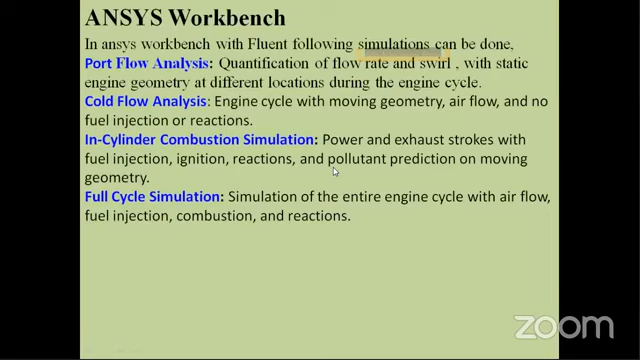 ANSYS Workbench
In ansys workbench with Fluent following simulations can be done,
Port Flow Analysis: Quantification of flow rate and swirl , with static
engine geometry at different locations during the engine cycle.
Cold Flow Analysis: Engine cycle with moving geometry, air flow, and no
fuel injection or reactions.
In-Cylinder Combustion Simulation: Power and exhaust strokes with
fuel injection, ignition, reactions, and pollutant prediction on moving
geometry.
Full Cycle Simulation: Simulation of the entire engine cycle with air flow,
fuel injection, combustion, and reactions.
zoom